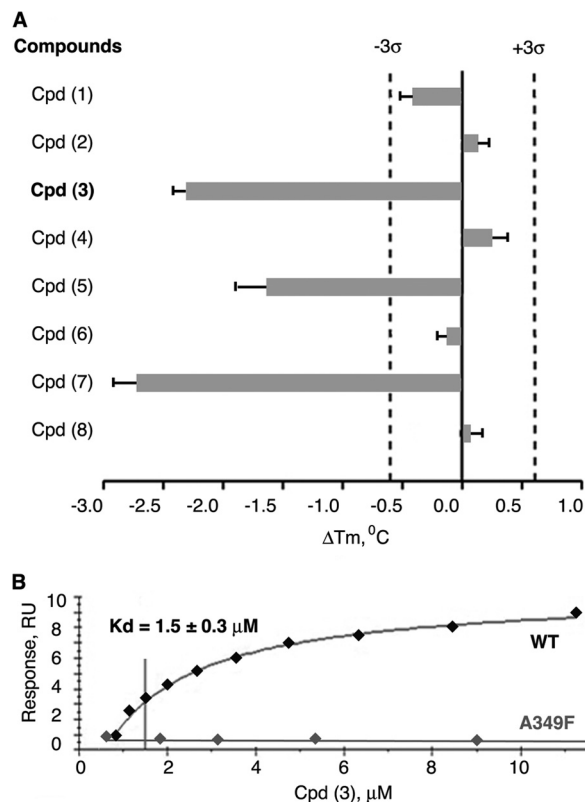 A
Compounds
-3σ
+3σ
Cpd (1)
Cpd (2)
Cpd (3)
Cpd (4)
Cpd (5)
Cpd (6)
Cpd (7)
Cpd (8)
-3.0 -2.5 -2.0 -1.5 -1.0 -0.5 0.0 0.5 1.0
ΔTm, ⁰C
B
Response, RU
10
8
6
4
2
0
Kd = 1.5 ± 0.3 µM
WT
A349F
0 2 4 6 8 10
Cpd (3), µM